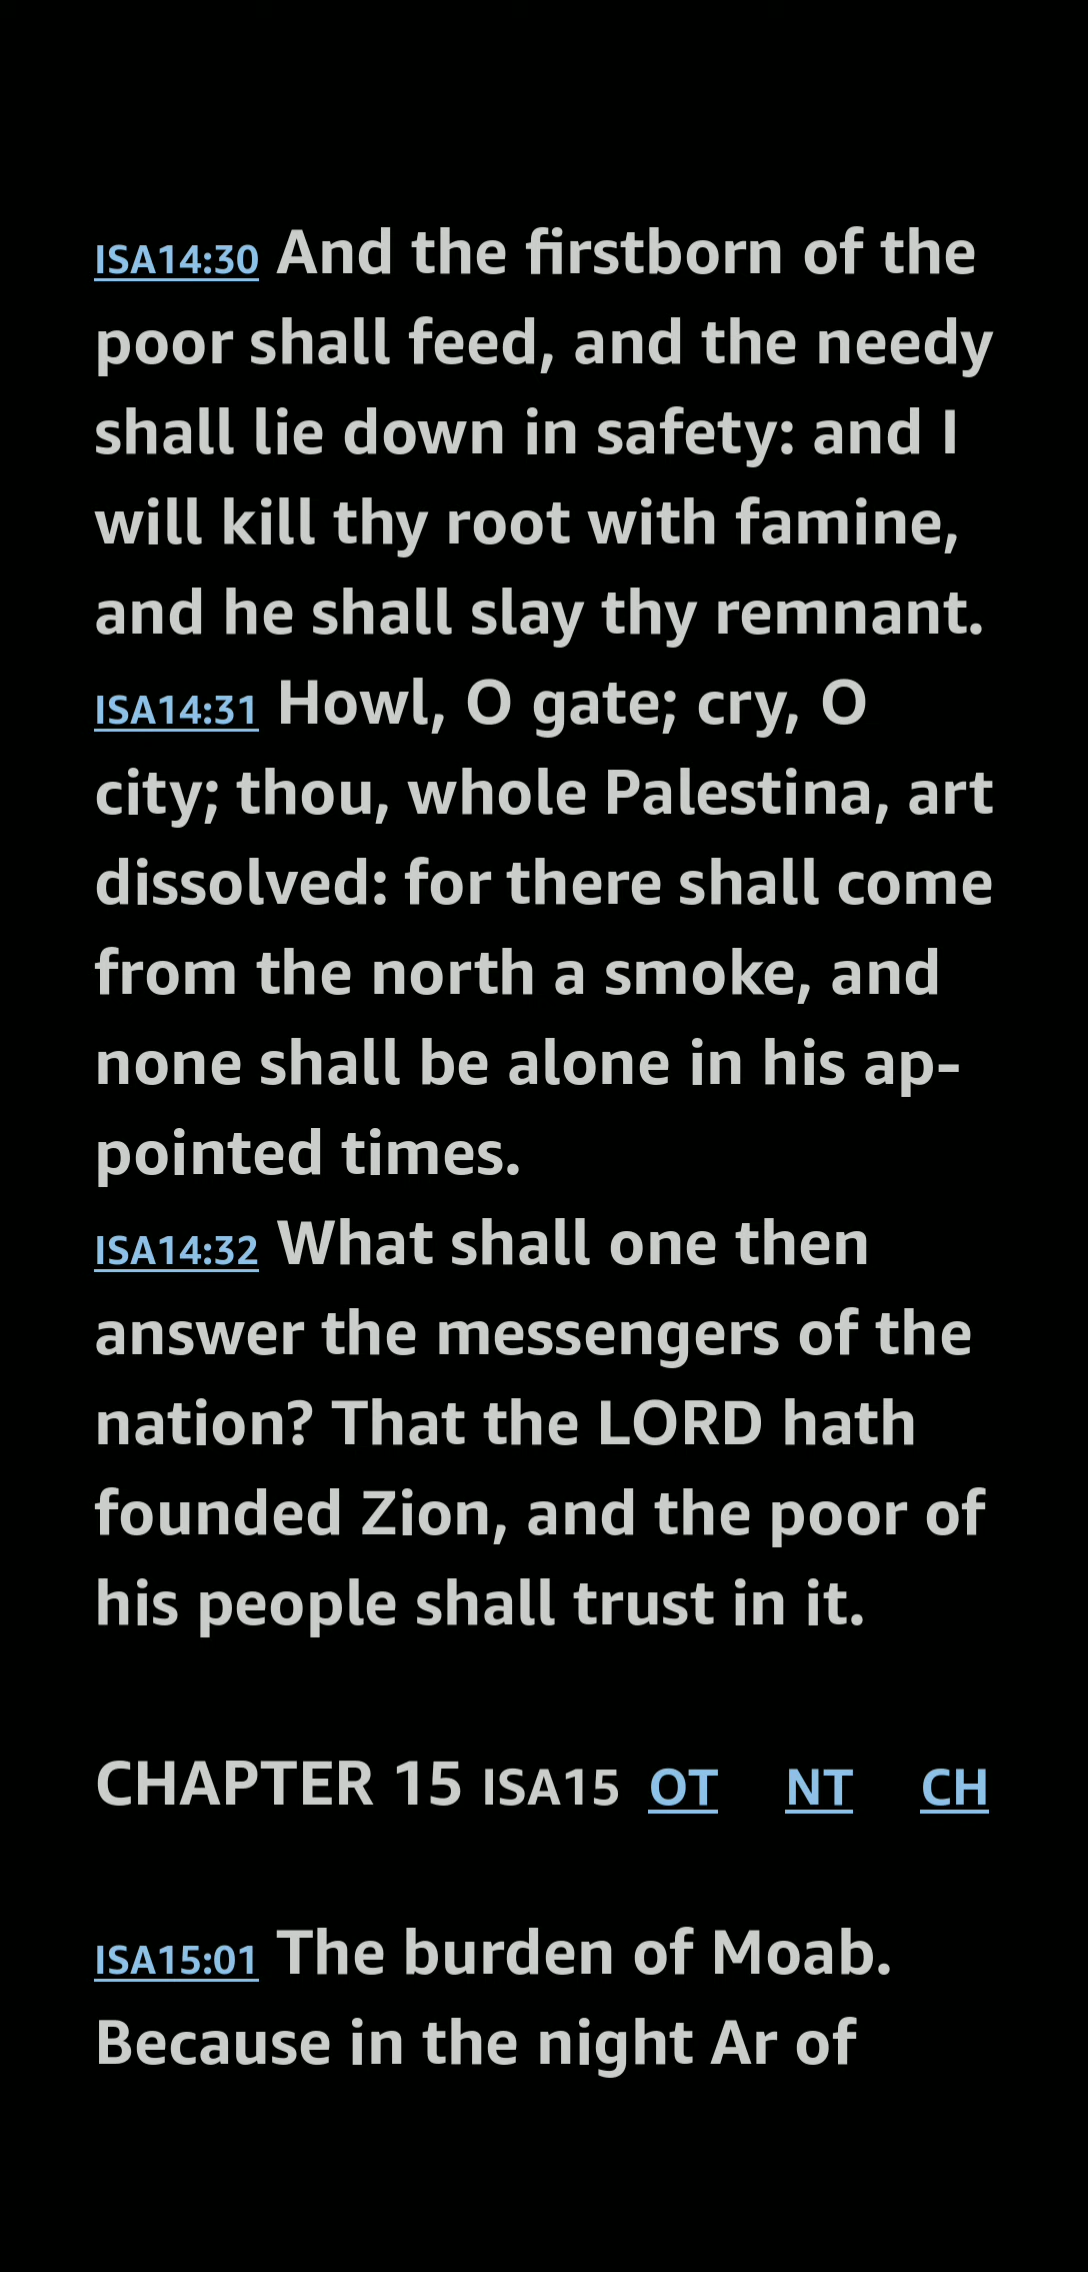 ISA14:30 And the firstborn of the
poor shall feed, and the needy
shall lie down in safety: and I
will kill thy root with famine,
and he shall slay thy remnant.
ISA14:31 Howl, O gate; cry, O
city; thou, whole Palestina, art
dissolved: for there shall come
from the north a smoke, and
none shall be alone in his ap-
pointed times.
ISA14:32 What shall one then
answer the messengers of the
nation? That the LORD hath
founded Zion, and the poor of
his people shall trust in it.
CHAPTER 15 ISA15 OT NT CH
ISA15:01 The burden of Moab.
Because in the night Ar of